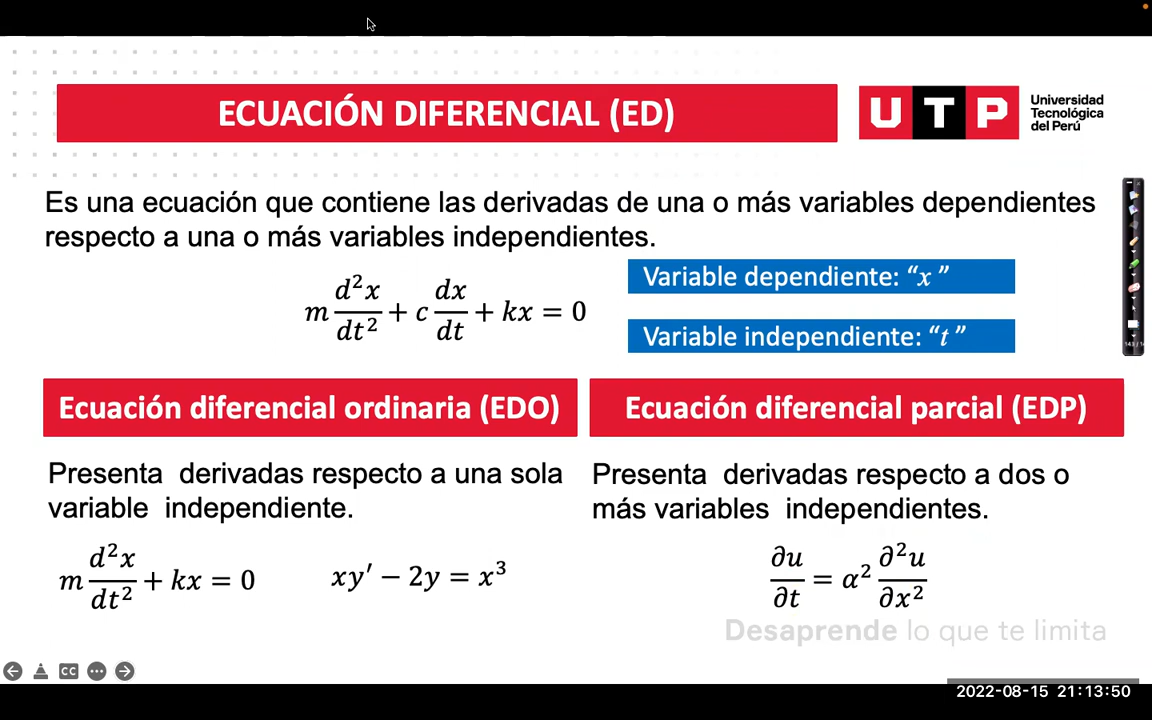 ECUACIÓN DIFERENCIAL (ED)
UTP
Universidad
Tecnológica
del Perú
Es una ecuación que contiene las derivadas de una o más variables dependientes
respecto a una o más variables independientes.
m d²x/dt² + c dx/dt + kx = 0
Variable dependiente: “x ”
Variable independiente: “t ”
Ecuación diferencial ordinaria (EDO)
Presenta derivadas respecto a una sola
variable independiente.
m d²x/dt² + kx = 0
xy′ − 2y = x³
Ecuación diferencial parcial (EDP)
Presenta derivadas respecto a dos o
más variables independientes.
∂u/∂t = α² ∂²u/∂x²
Desaprende lo que te limita
CC
2022-08-15 21:13:50